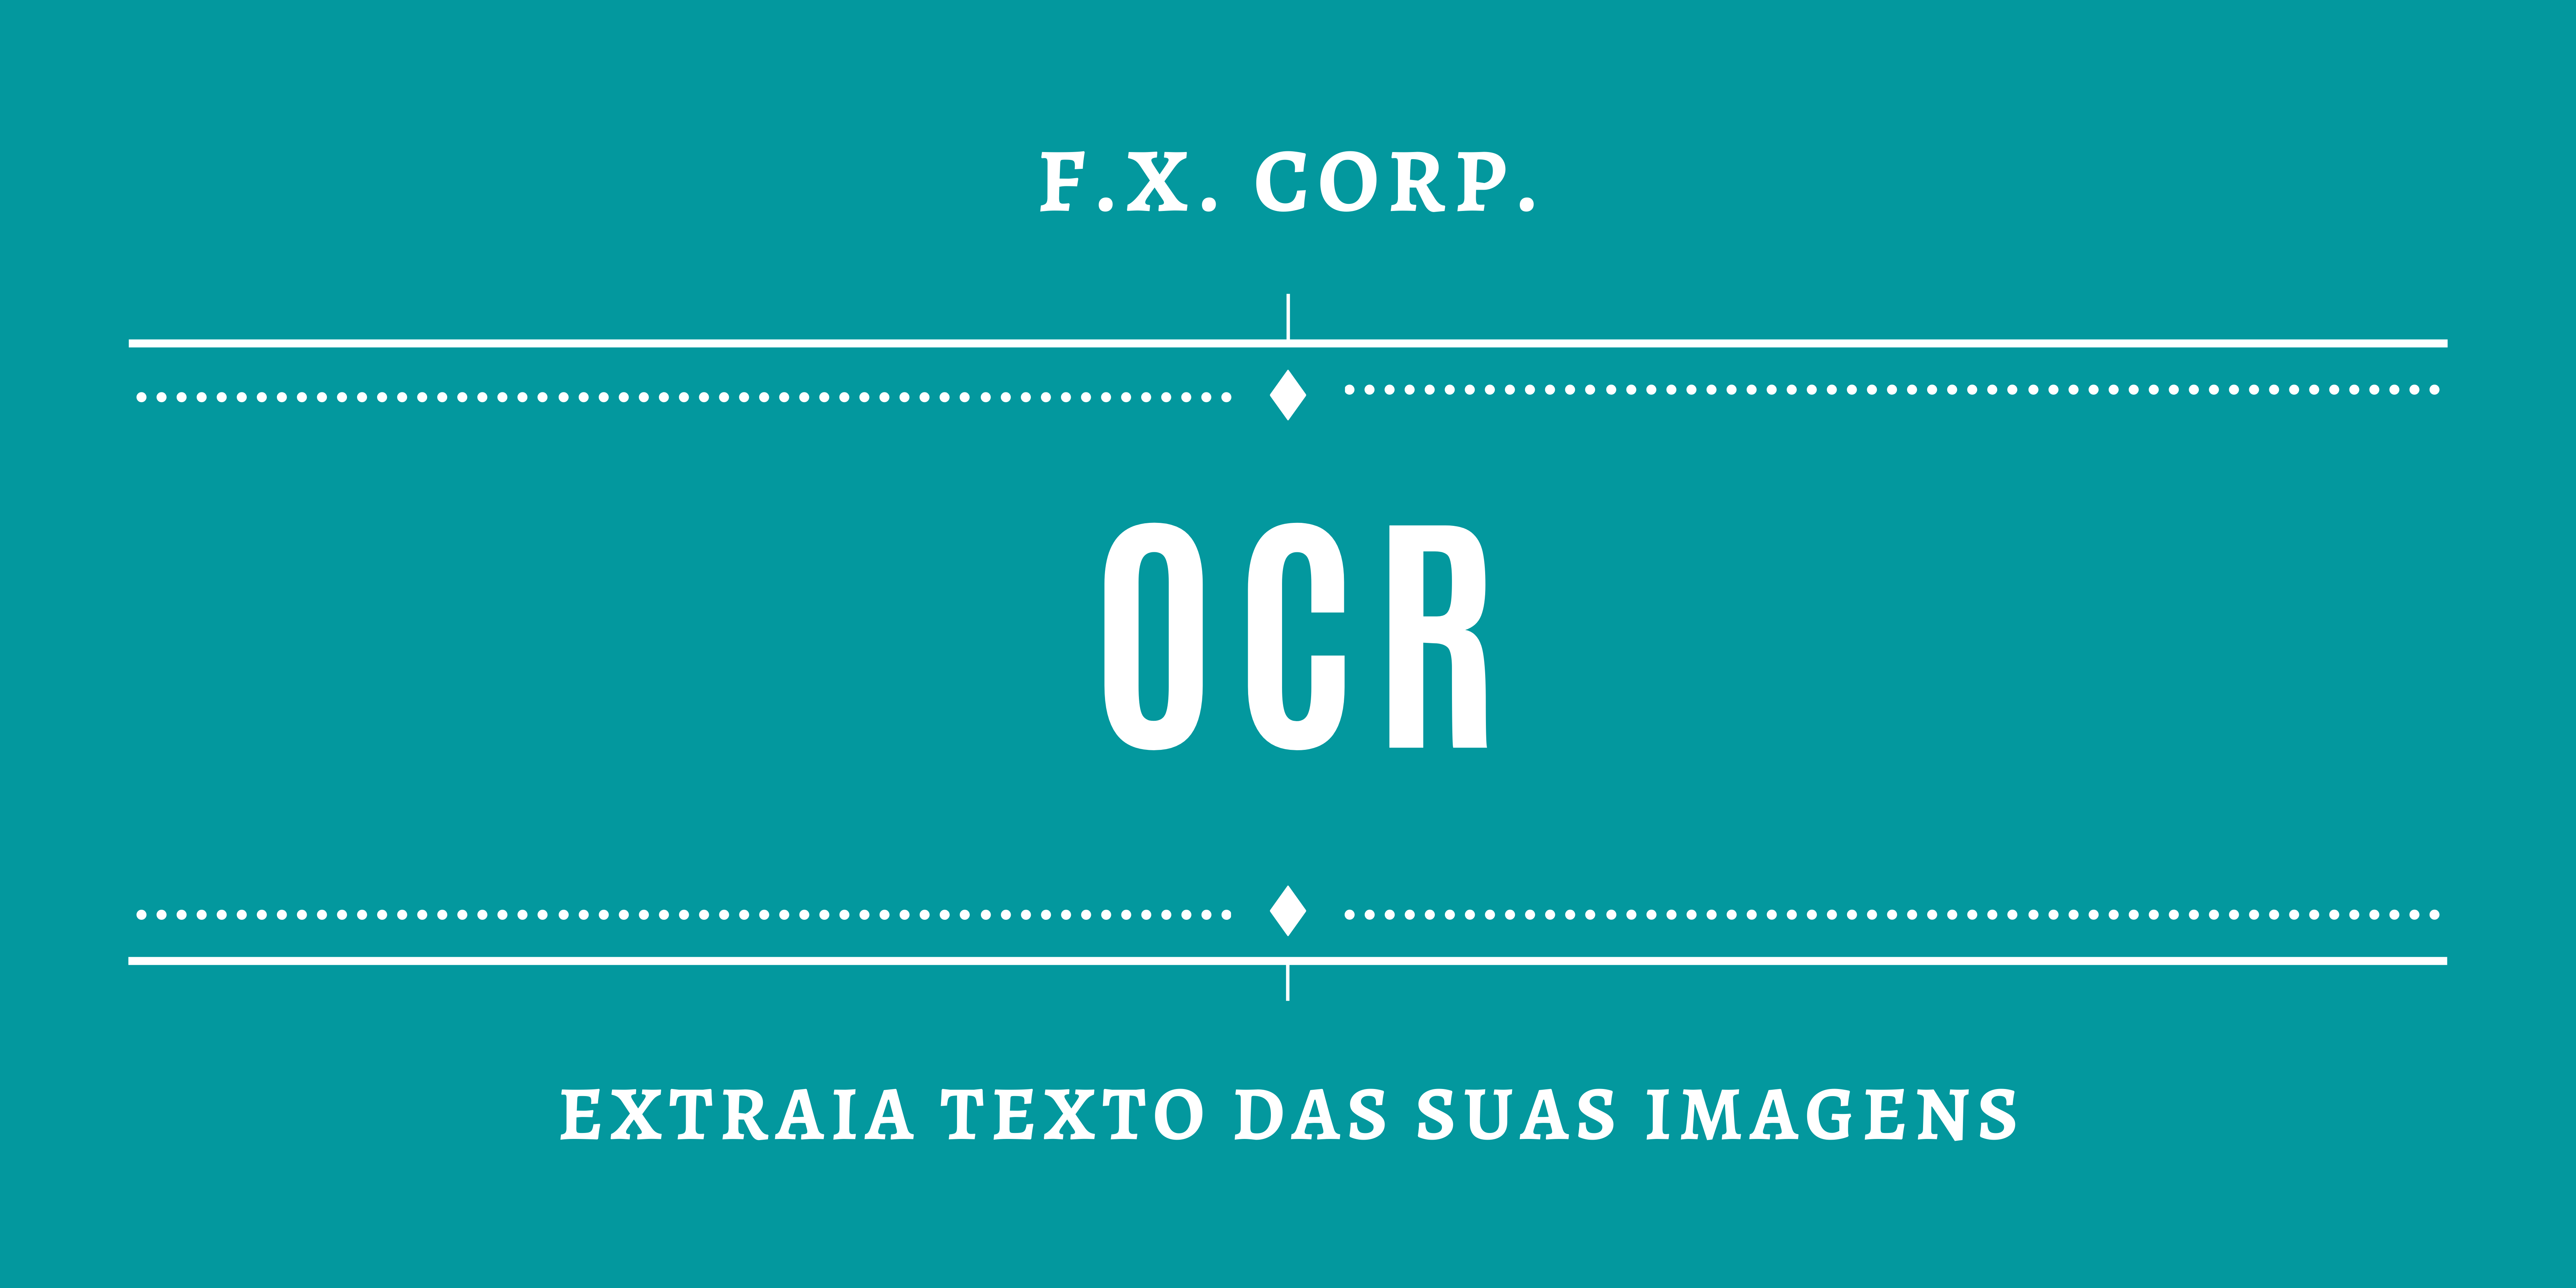 F.X. CORP.
OCR
EXTRAIA TEXTO DAS SUAS IMAGENS